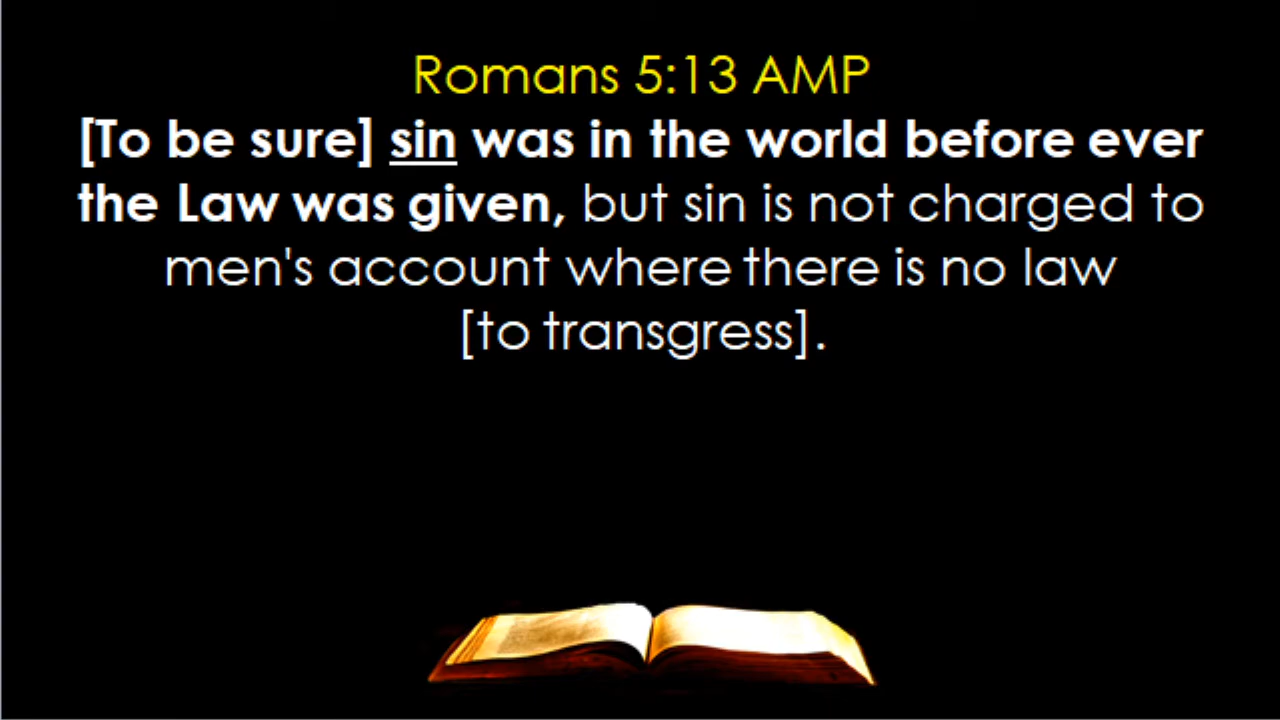 Romans 5:13 AMP
[To be sure] sin was in the world before ever
the Law was given, but sin is not charged to
men's account where there is no law
[to transgress].